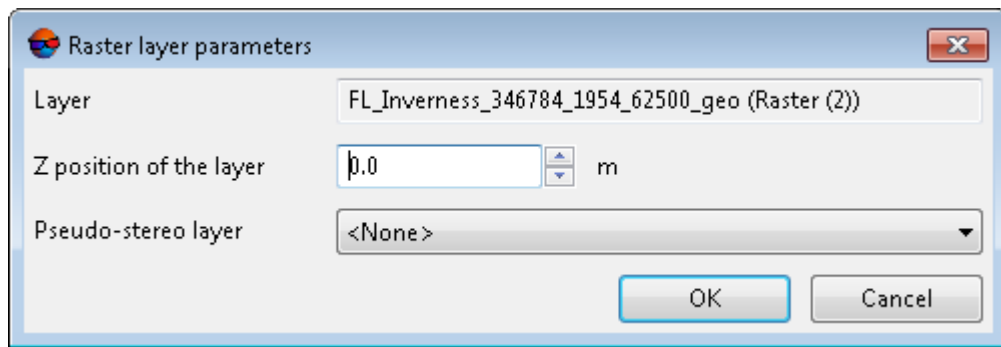 Raster layer parameters
Layer FL_Inverness_346784_1954_62500_geo (Raster (2))
Z position of the layer 0.0 m
Pseudo-stereo layer <None>
OK Cancel